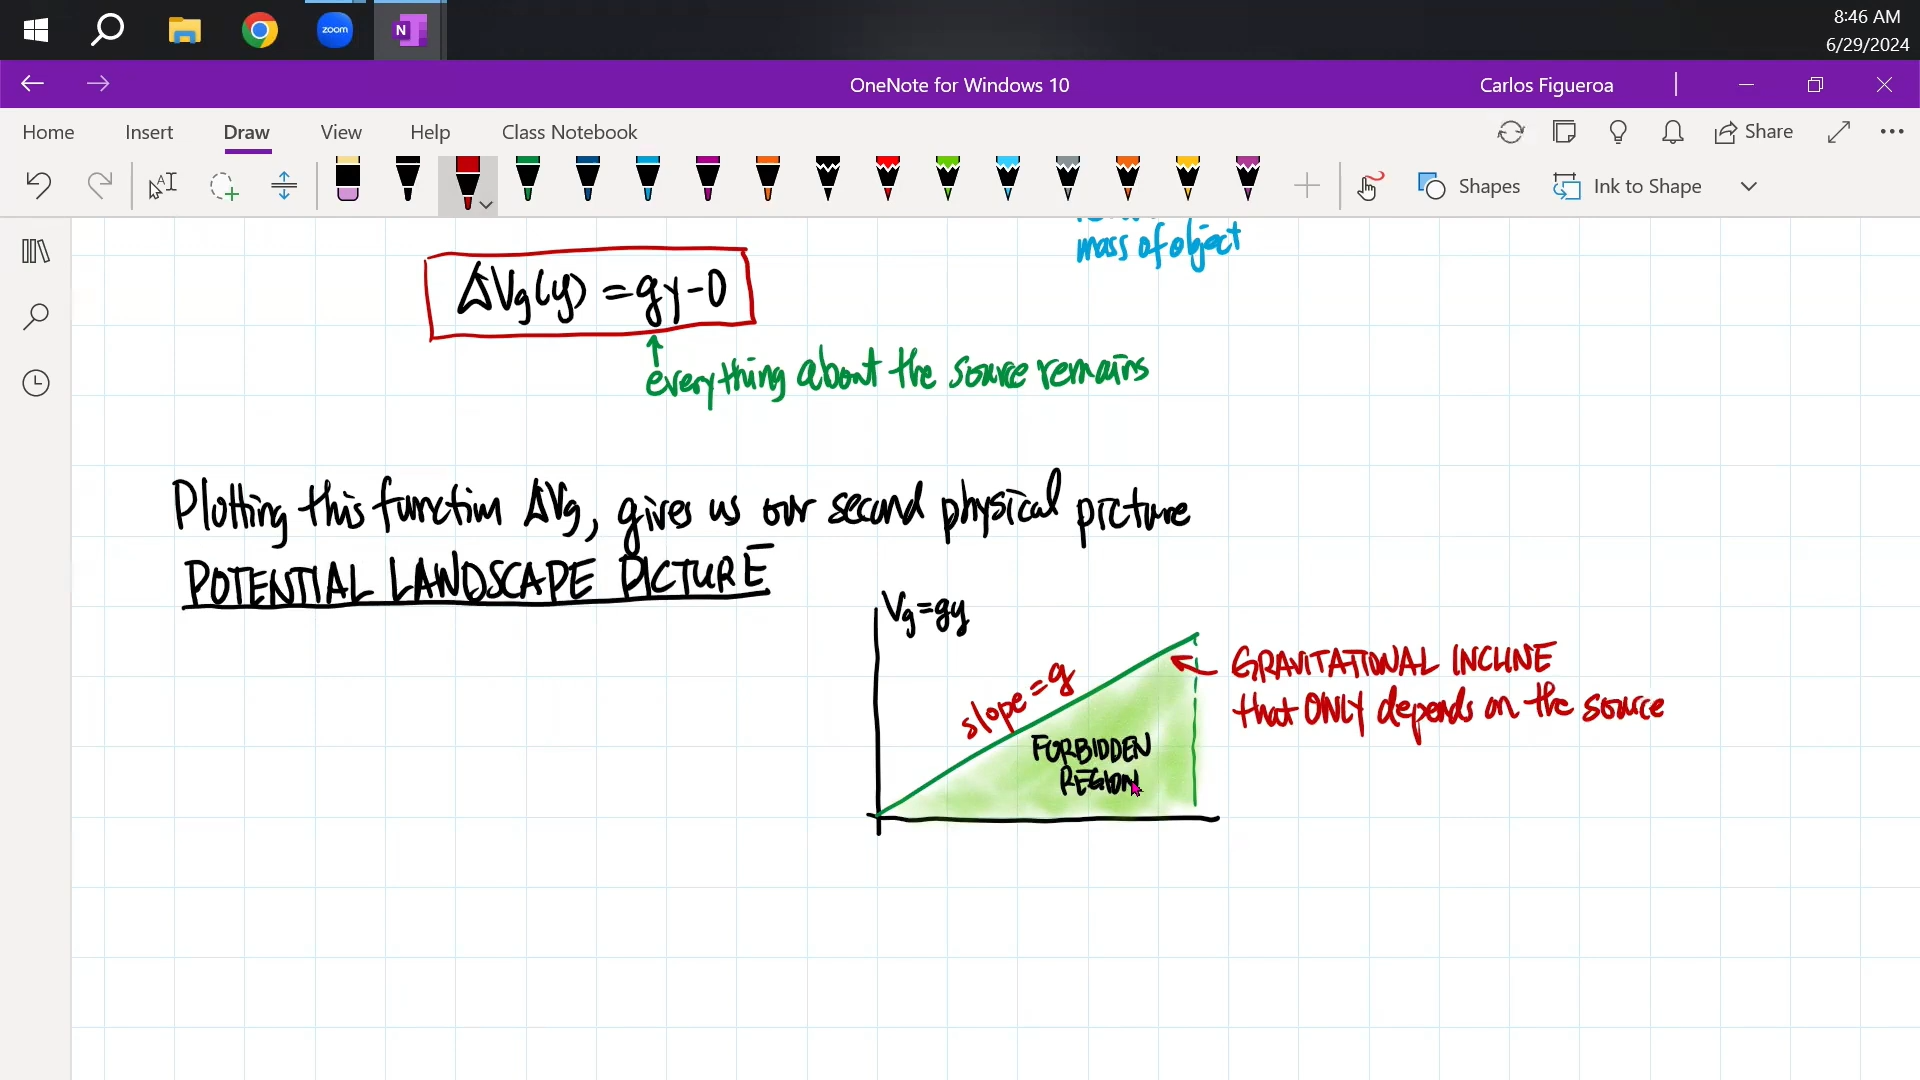 8:46 AM
6/29/2024
zoom
N
OneNote for Windows 10
Carlos Figueroa
Home Insert Draw View Help Class Notebook
Share
Shapes
Ink to Shape
mass of object
ΔVg(y) = gy-0
everything about the source remains
Plotting this function ΔVg, gives us our second physical picture
POTENTIAL LANDSCAPE PICTURE
Vg=gy
slope=g
GRAVITATIONAL INCLINE
that ONLY depends on the source
FORBIDDEN
REGION